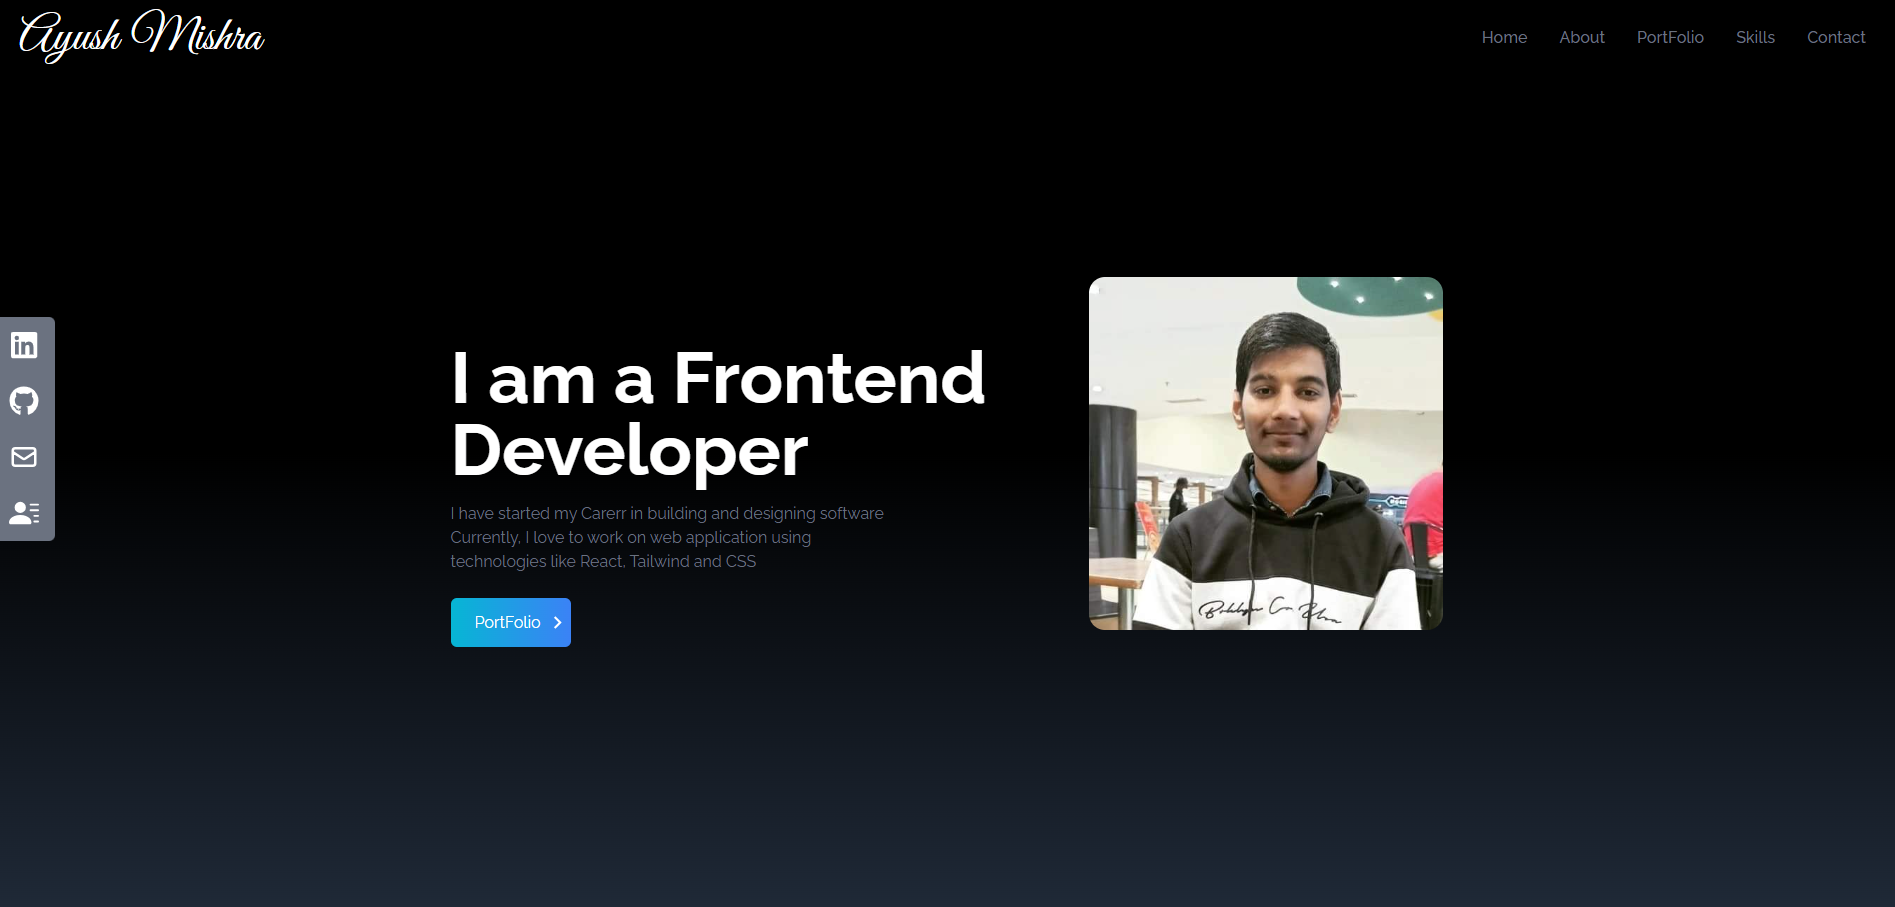 Ayush Mishra
Home About PortFolio Skills Contact
I am a Frontend
Developer
I have started my Carerr in building and designing software
Currently, I love to work on web application using
technologies like React, Tailwind and CSS
PortFolio
in